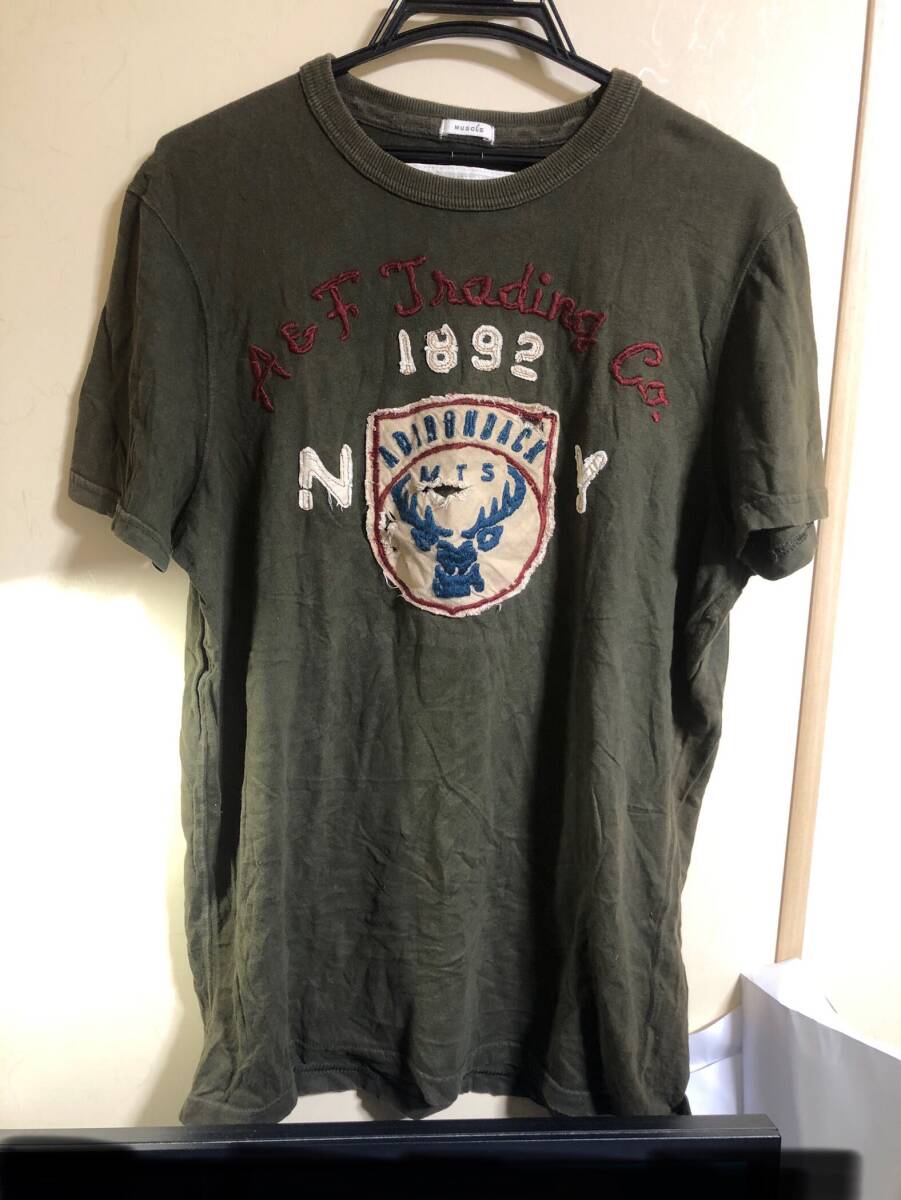 MUSCLE
A & F Trading Co.
1892
ADIRONDACK
MTS
N Y